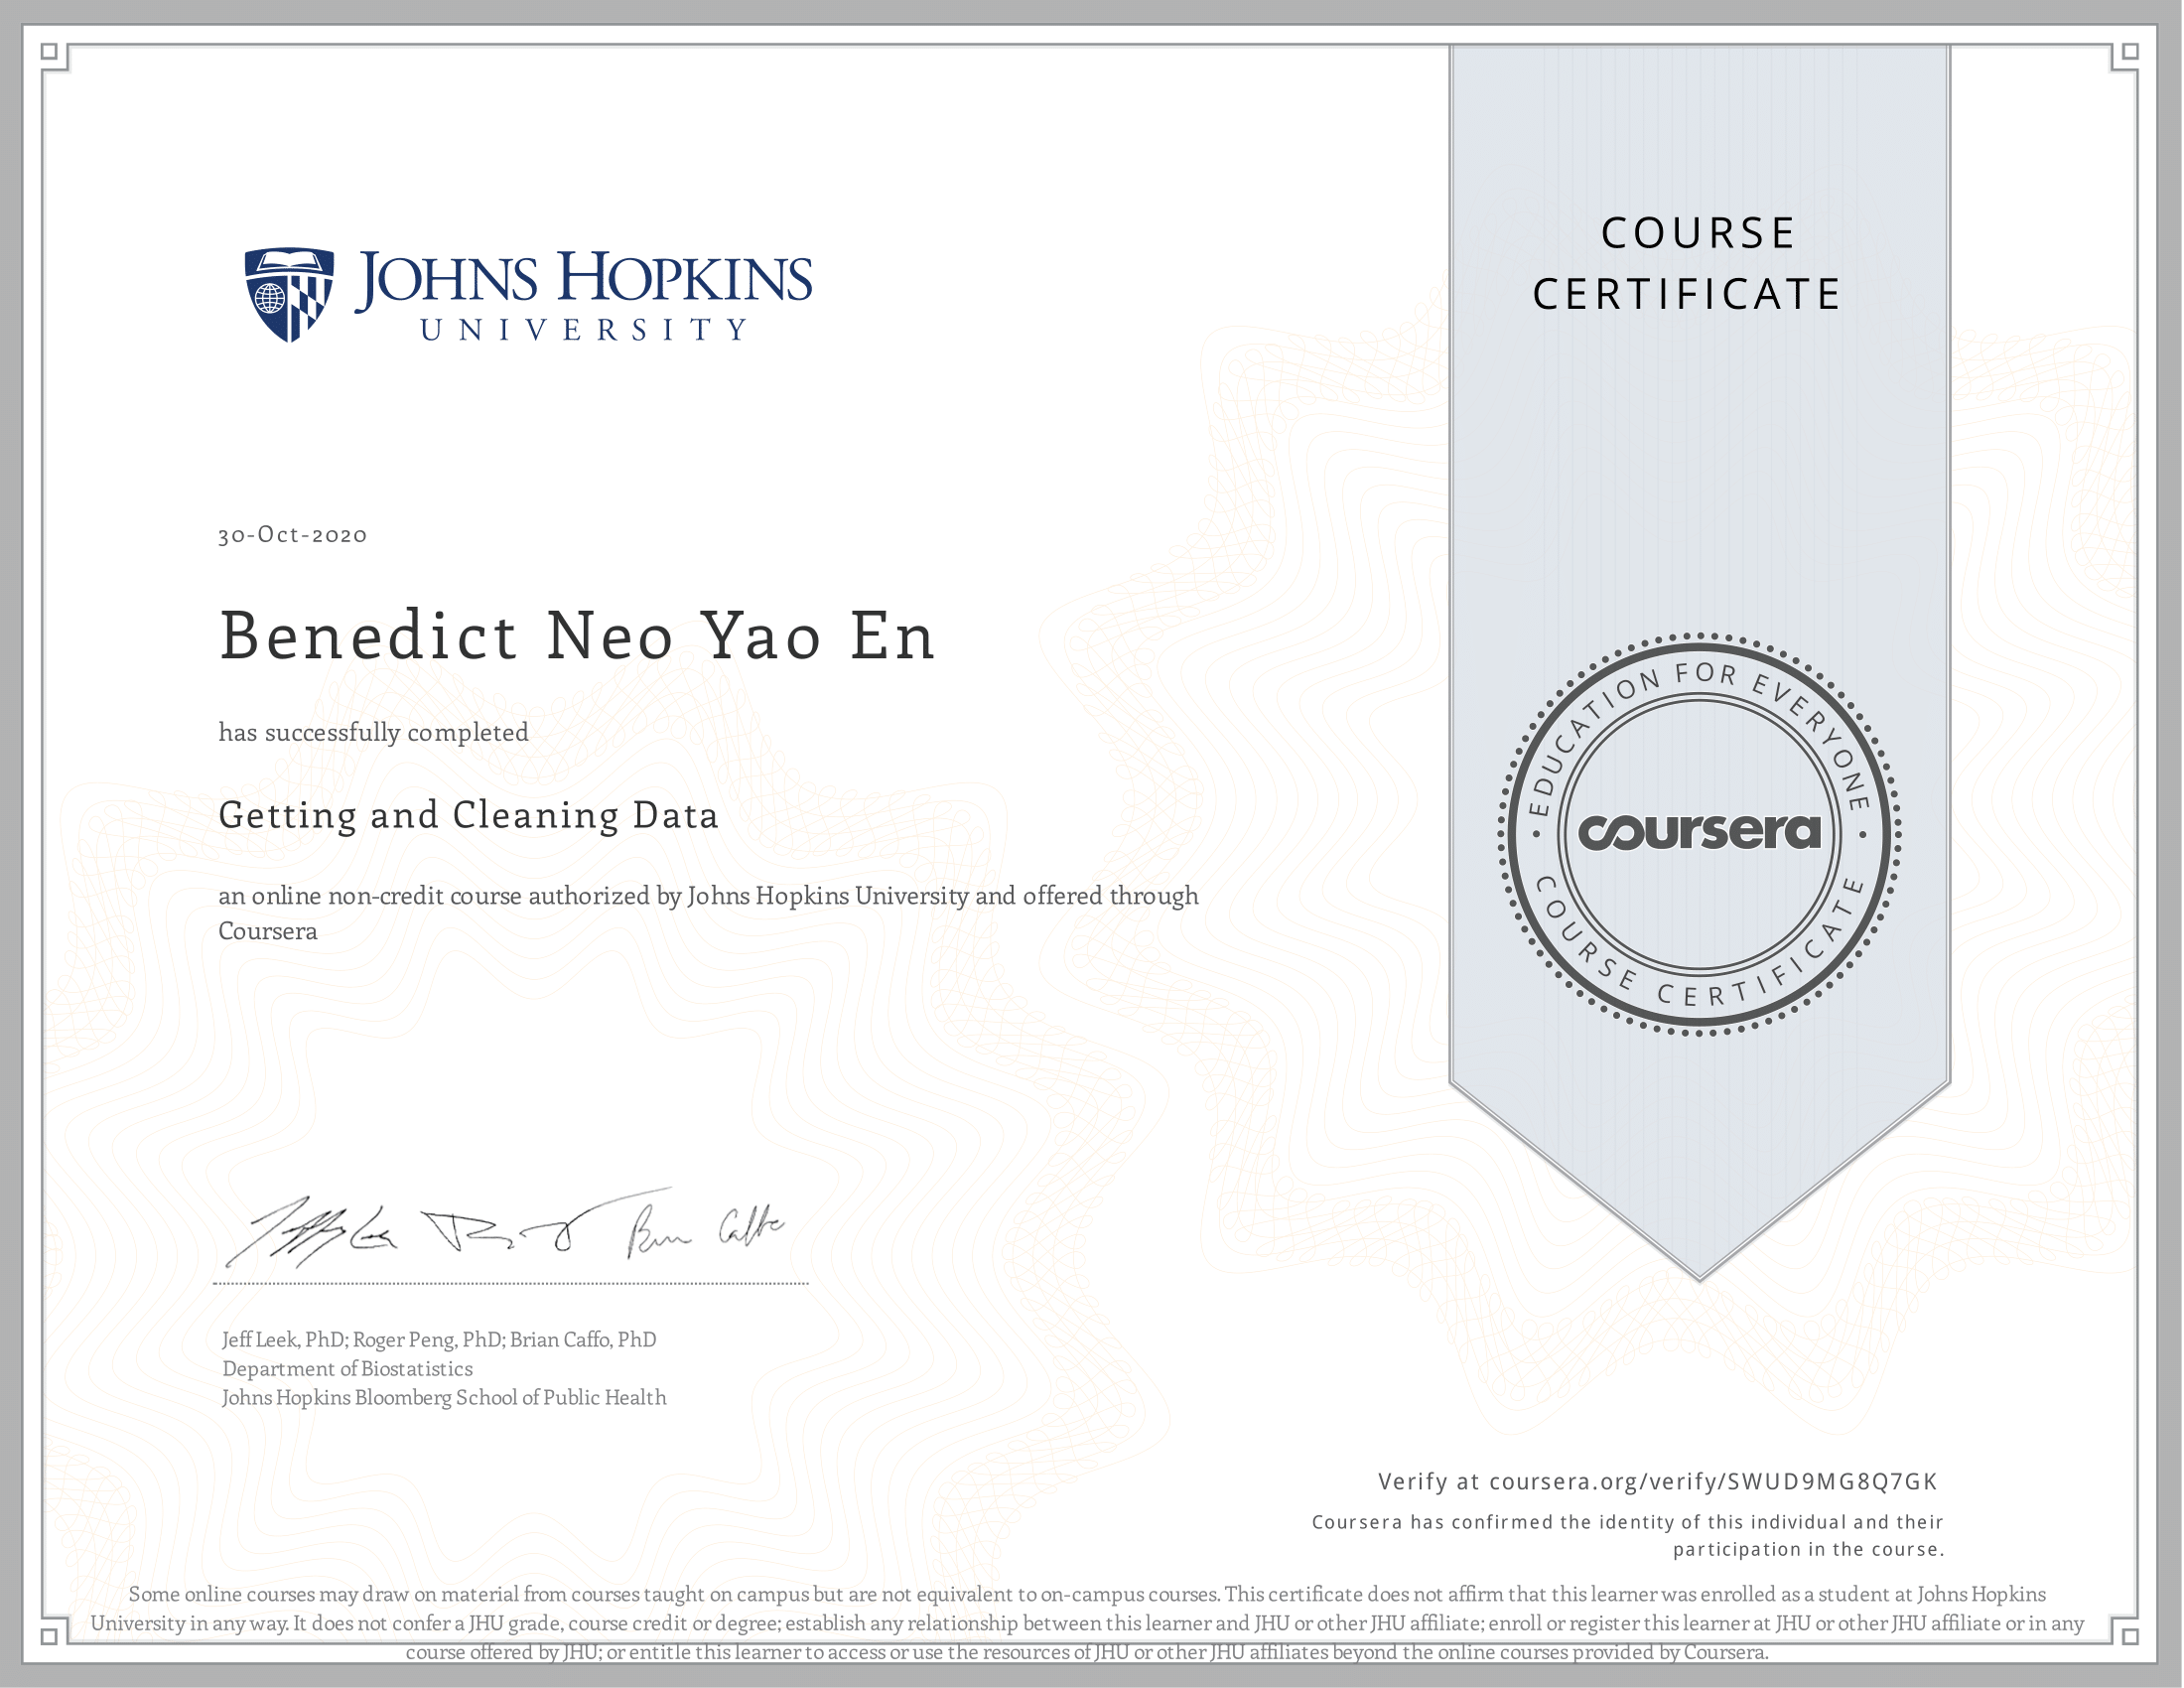 JOHNS HOPKINS
UNIVERSITY
COURSE
CERTIFICATE
30-Oct-2020
Benedict Neo Yao En
has successfully completed
Getting and Cleaning Data
an online non-credit course authorized by Johns Hopkins University and offered through
Coursera
EDUCATION FOR EVERYONE
coursera
COURSE CERTIFICATE
Jeff Leek, PhD; Roger Peng, PhD; Brian Caffo, PhD
Department of Biostatistics
Johns Hopkins Bloomberg School of Public Health
Verify at coursera.org/verify/SWUD9MG8Q7GK
Coursera has confirmed the identity of this individual and their
participation in the course.
Some online courses may draw on material from courses taught on campus but are not equivalent to on-campus courses. This certificate does not affirm that this learner was enrolled as a student at Johns Hopkins
University in any way. It does not confer a JHU grade, course credit or degree; establish any relationship between this learner and JHU or other JHU affiliate; enroll or register this learner at JHU or other JHU affiliate or in any
course offered by JHU; or entitle this learner to access or use the resources of JHU or other JHU affiliates beyond the online courses provided by Coursera.